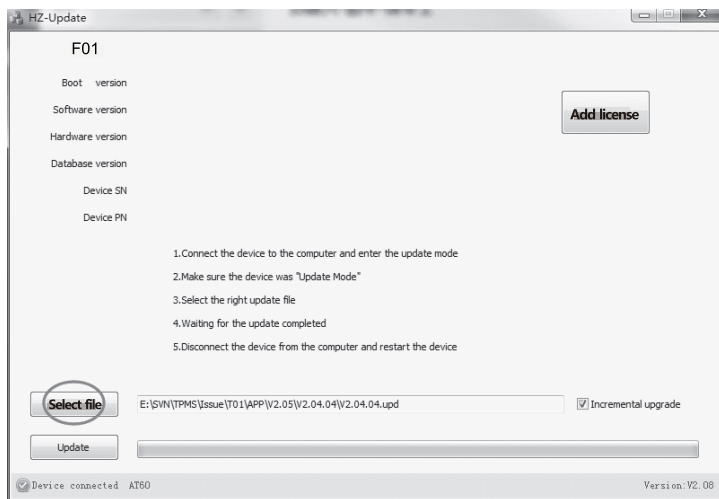 HZ-Update
F01
Boot version
Software version
Add license
Hardware version
Database version
Device SN
Device PN
1.Connect the device to the computer and enter the update mode
2.Make sure the device was "Update Mode"
3.Select the right update file
4.Waiting for the update completed
5.Disconnect the device from the computer and restart the device
Select file E:\SVN\TPMS\Issue\T01\APP\V2.05\V2.04.04\V2.04.04.upd Incremental upgrade
Update
Device connected AT60 Version:V2.08